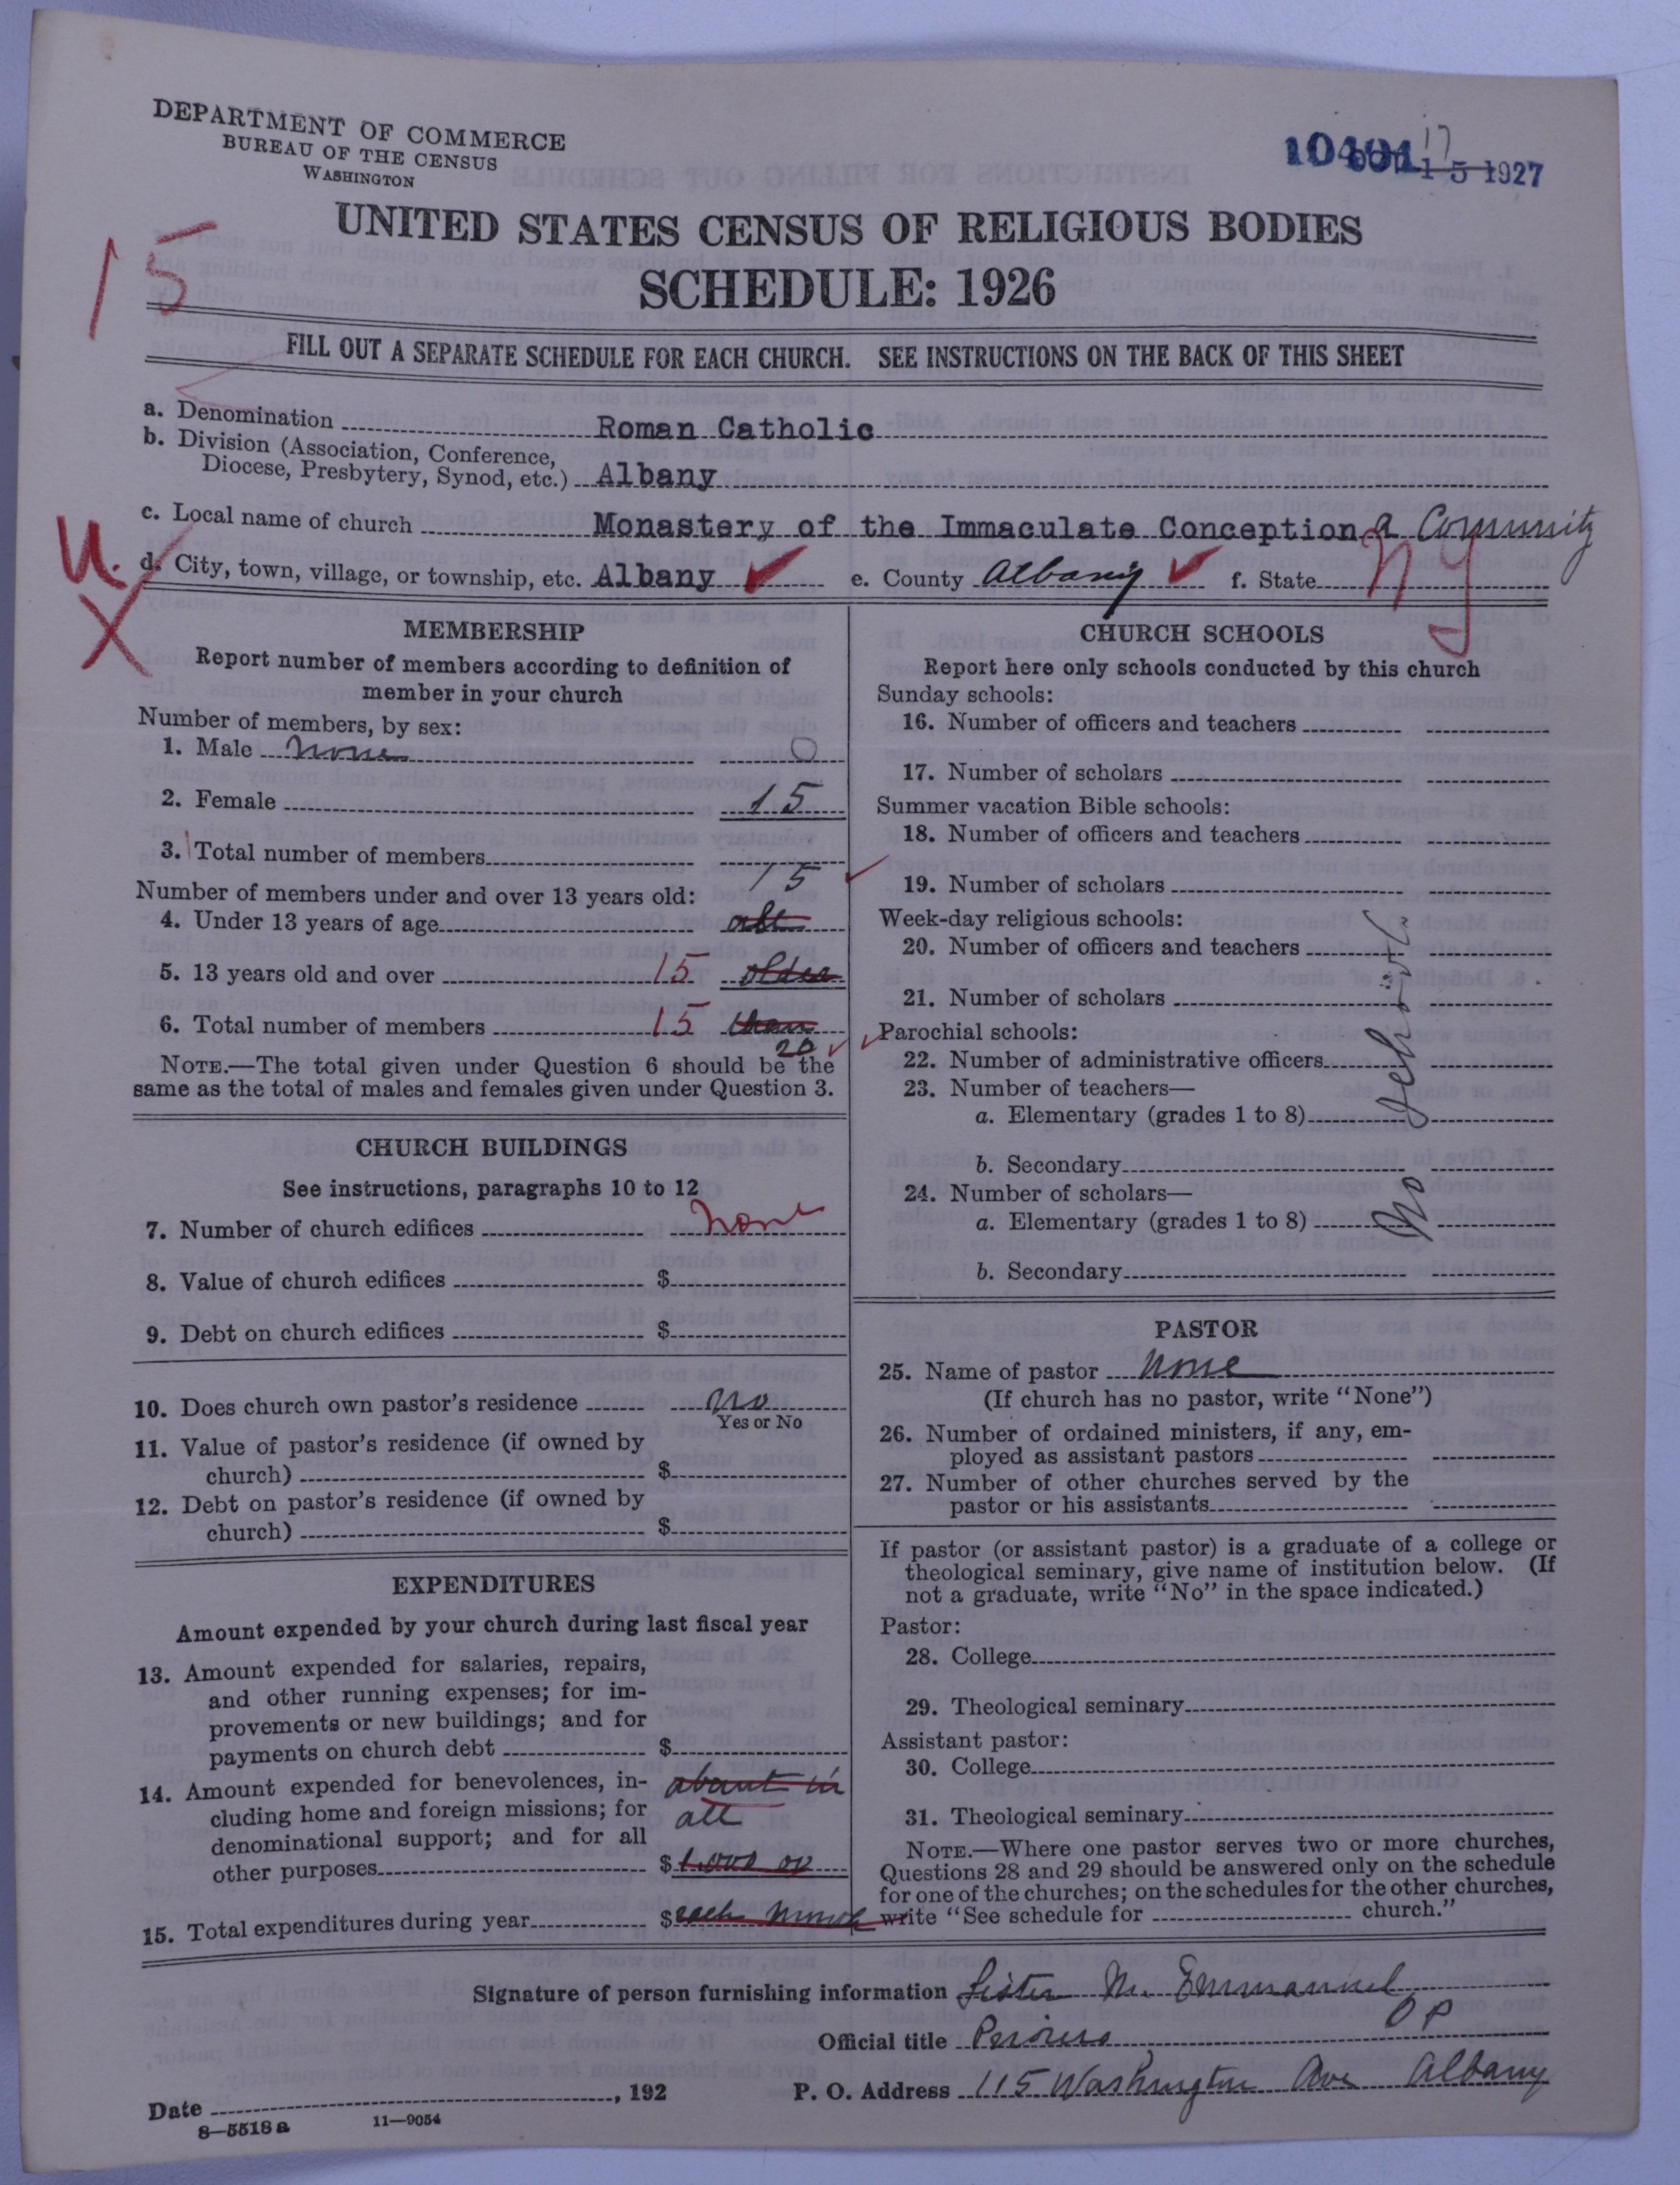 DEPARTMENT OF COMMERCE
BUREAU OF THE CENSUS
WASHINGTON
15 1927
UNITED STATES CENSUS OF RELIGIOUS BODIES
15
SCHEDULE: 1926
FILL OUT A SEPARATE SCHEDULE FOR EACH CHURCH. SEE INSTRUCTIONS ON THE BACK OF THIS SHEET
a. Denomination Roman Catholic
b. Division (Association, Conference,
Diocese, Presbytery, Synod, etc.) Albany
c. Local name of church Monastery of the Immaculate Conception a Community
U.
d. City, town, village, or township, etc. Albany ✓ e. County Albany ✓ f. State NY
X
MEMBERSHIP
Report number of members according to definition of
member in your church
Number of members, by sex:
1. Male none 0
2. Female 15
3. Total number of members 15
Number of members under and over 13 years old:
4. Under 13 years of age all
5. 13 years old and over 15 older
6. Total number of members 15 than
20
NOTE.—The total given under Question 6 should be the
same as the total of males and females given under Question 3.
CHURCH BUILDINGS
See instructions, paragraphs 10 to 12
7. Number of church edifices none
8. Value of church edifices $
9. Debt on church edifices $
10. Does church own pastor's residence no
Yes or No
11. Value of pastor's residence (if owned by
church) $
12. Debt on pastor's residence (if owned by
church) $
EXPENDITURES
Amount expended by your church during last fiscal year
13. Amount expended for salaries, repairs,
and other running expenses; for im-
provements or new buildings; and for
payments on church debt $
14. Amount expended for benevolences, in- about in
cluding home and foreign missions; for all
denominational support; and for all
other purposes $1.000 00
15. Total expenditures during year $ each month
CHURCH SCHOOLS
Report here only schools conducted by this church
Sunday schools:
16. Number of officers and teachers
17. Number of scholars
Summer vacation Bible schools:
18. Number of officers and teachers
19. Number of scholars
Week-day religious schools:
20. Number of officers and teachers
21. Number of scholars
Parochial schools:
22. Number of administrative officers
23. Number of teachers—
a. Elementary (grades 1 to 8)
b. Secondary
24. Number of scholars—
a. Elementary (grades 1 to 8)
b. Secondary
No
PASTOR
25. Name of pastor none
(If church has no pastor, write "None")
26. Number of ordained ministers, if any, em-
ployed as assistant pastors
27. Number of other churches served by the
pastor or his assistants
If pastor (or assistant pastor) is a graduate of a college or
theological seminary, give name of institution below. (If
not a graduate, write "No" in the space indicated.)
Pastor:
28. College
29. Theological seminary
Assistant pastor:
30. College
31. Theological seminary
NOTE.—Where one pastor serves two or more churches,
Questions 28 and 29 should be answered only on the schedule
for one of the churches; on the schedules for the other churches,
write "See schedule for church."
Signature of person furnishing information Sister M. Emmanuel
OP
Official title Prioress
Date , 192 P. O. Address 115 Washington Ave Albany
8—5518 a 11—9054